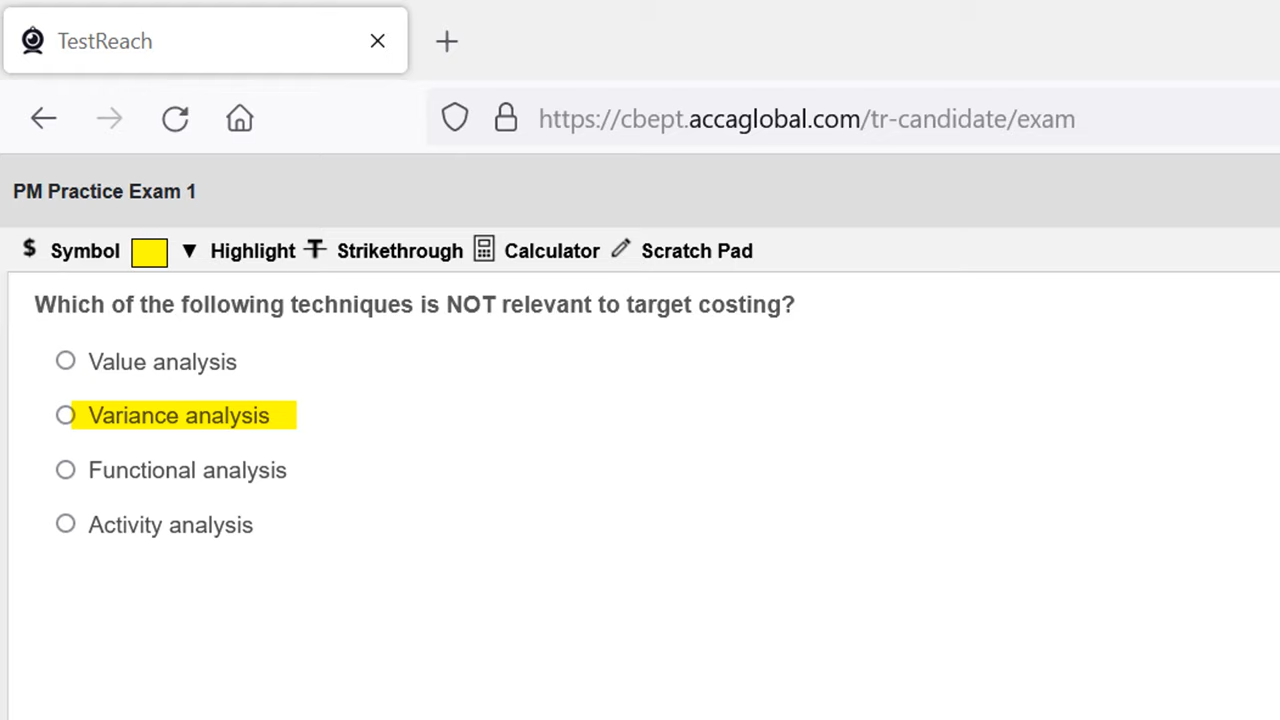 TestReach
https://cbept.accaglobal.com/tr-candidate/exam
PM Practice Exam 1
$ Symbol Highlight Strikethrough Calculator Scratch Pad
Which of the following techniques is NOT relevant to target costing?
Value analysis
Variance analysis
Functional analysis
Activity analysis